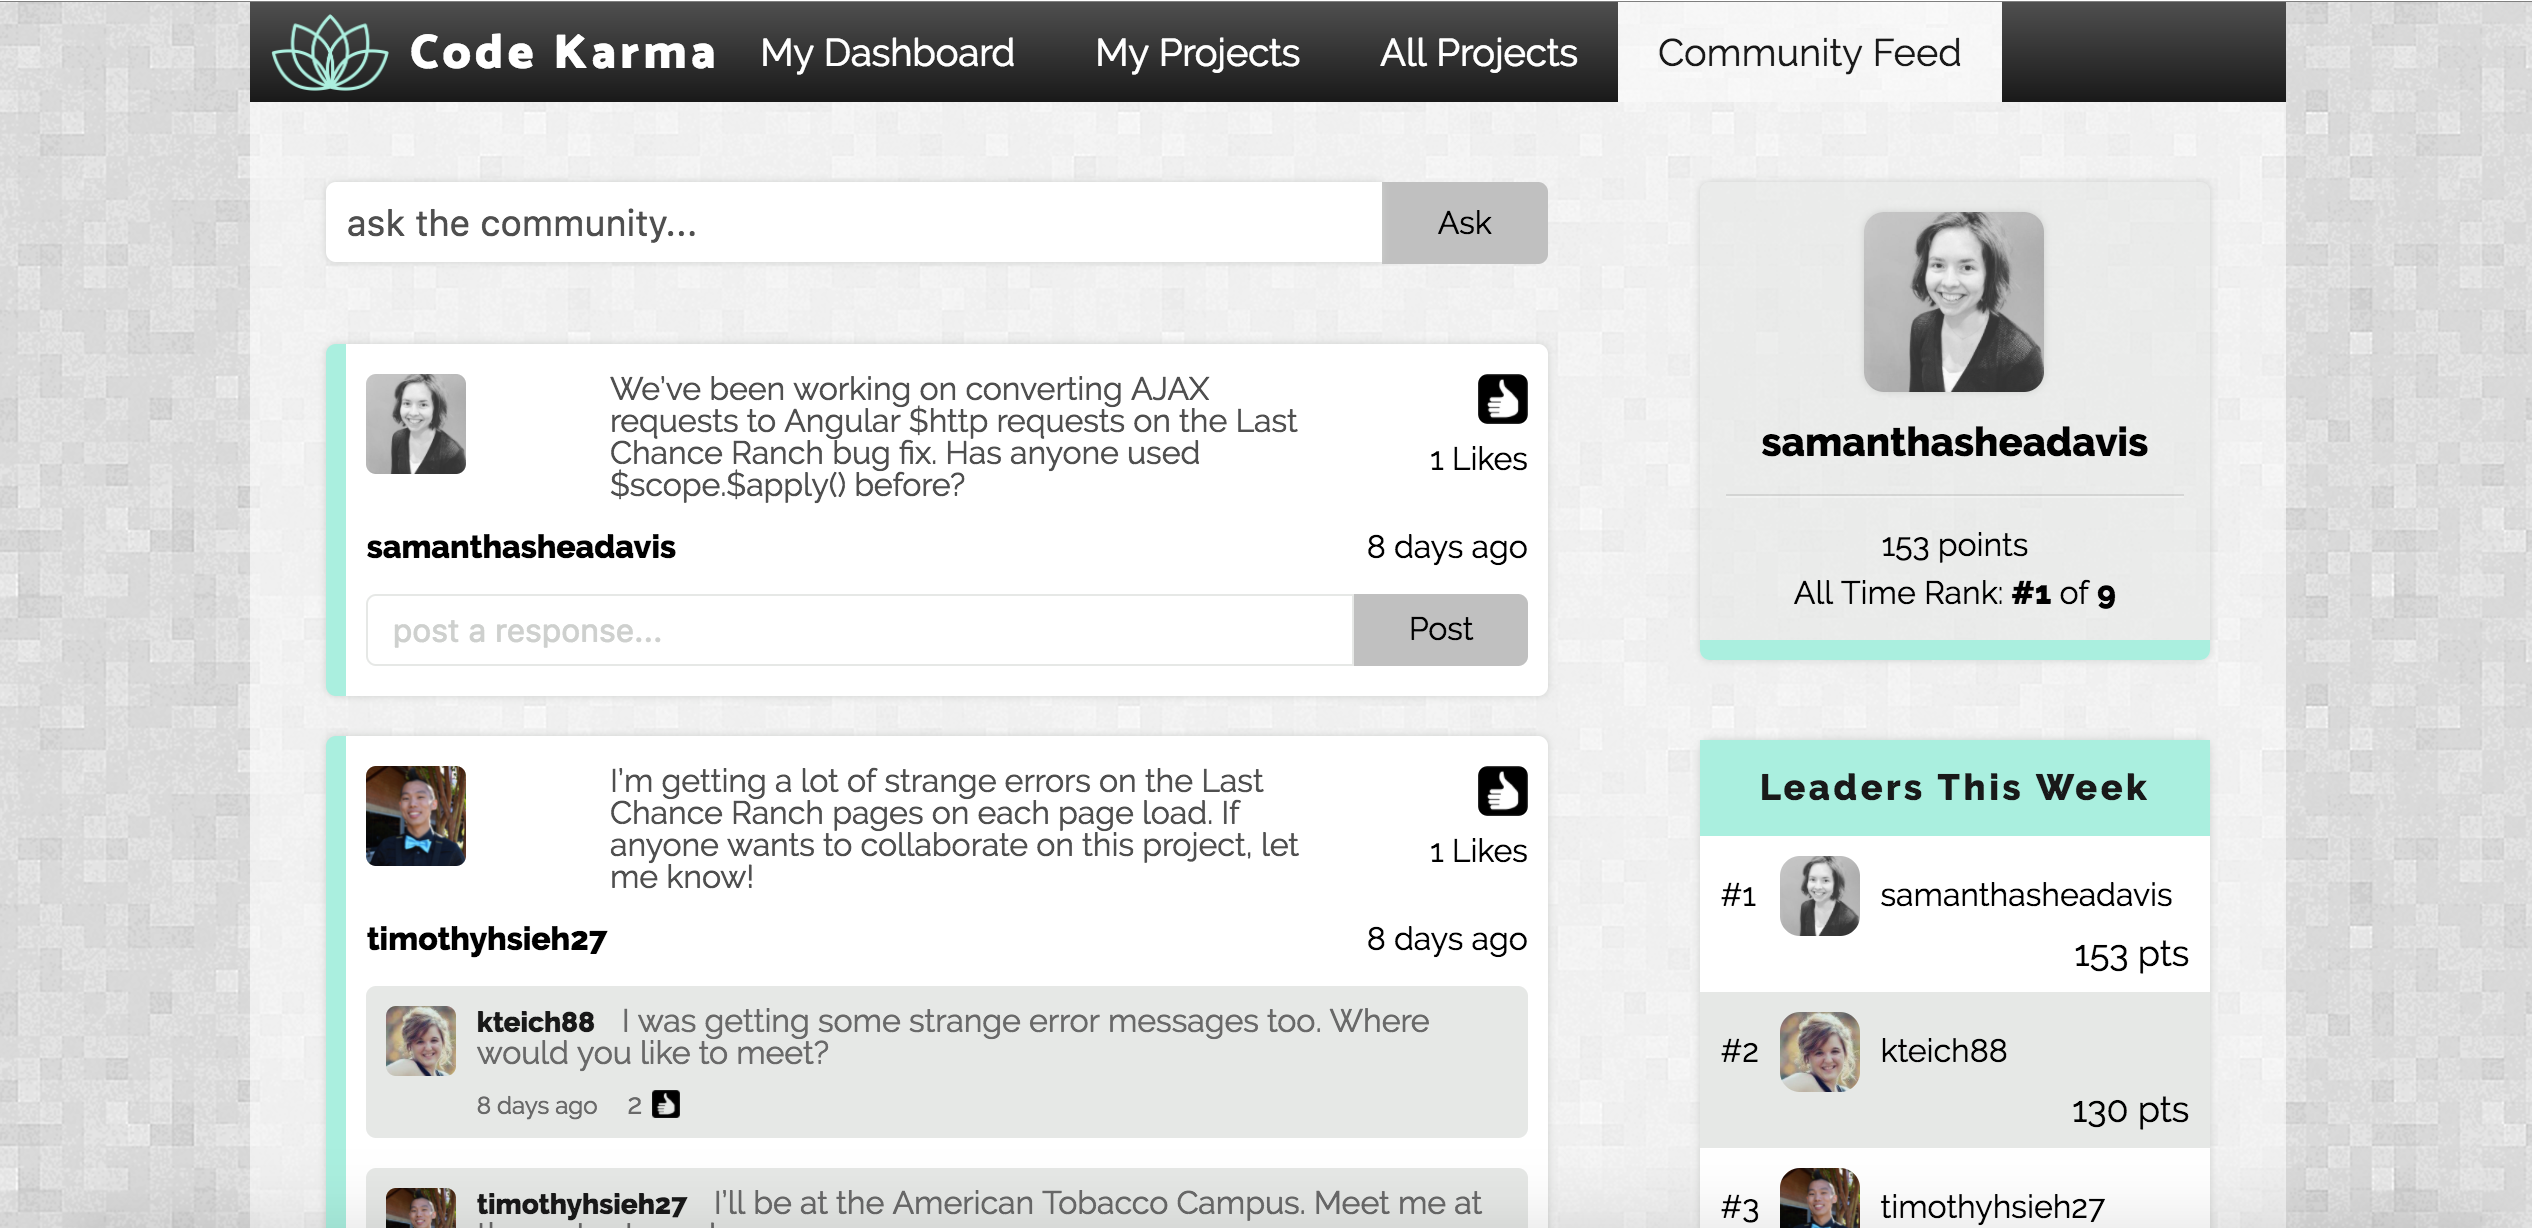 Code Karma
My Dashboard
My Projects
All Projects
Community Feed
ask the community...
Ask
We've been working on converting AJAX
requests to Angular $http requests on the Last
Chance Ranch bug fix. Has anyone used
$scope.$apply() before?
1 Likes
samanthasheadavis
8 days ago
post a response...
Post
I'm getting a lot of strange errors on the Last
Chance Ranch pages on each page load. If
anyone wants to collaborate on this project, let
me know!
1 Likes
timothyhsieh27
8 days ago
kteich88 I was getting some strange error messages too. Where
would you like to meet?
8 days ago 2
timothyhsieh27 I'll be at the American Tobacco Campus. Meet me at
samanthasheadavis
153 points
All Time Rank: #1 of 9
Leaders This Week
#1 samanthasheadavis
153 pts
#2 kteich88
130 pts
#3 timothyhsieh27